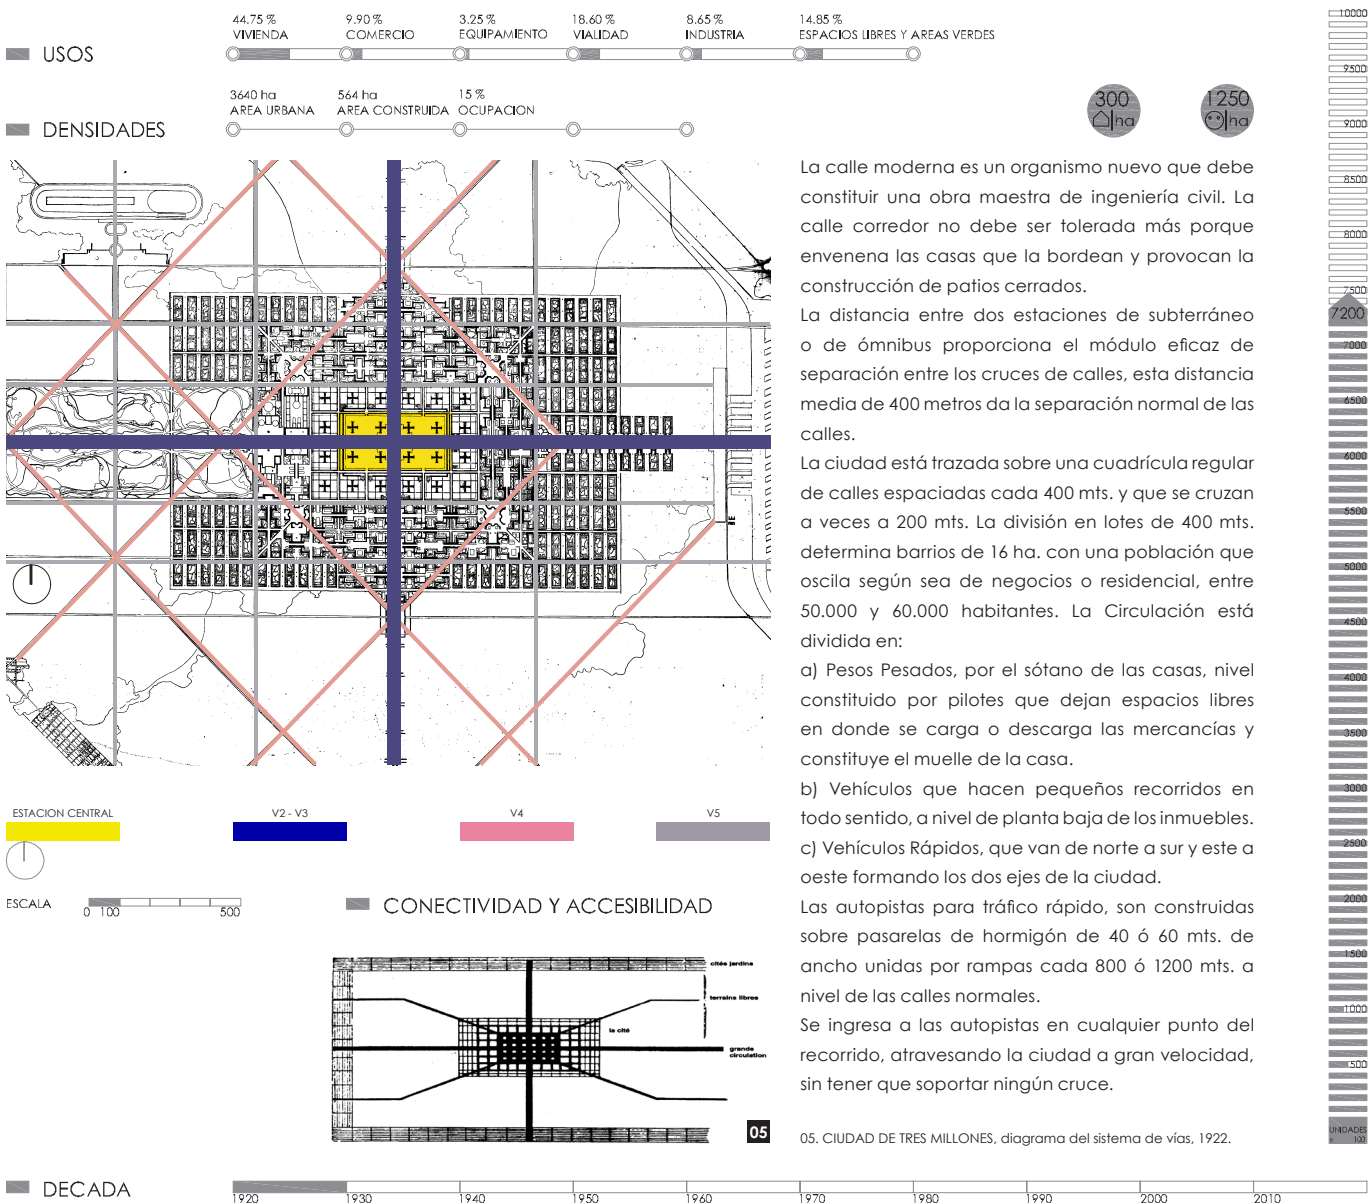 44.75 %
VIVIENDA
9.90 %
COMERCIO
3.25 %
EQUIPAMIENTO
18.60 %
VIALIDAD
8.65 %
INDUSTRIA
14.85 %
ESPACIOS LIBRES Y AREAS VERDES
USOS
3640 ha
AREA URBANA
564 ha
AREA CONSTRUIDA
15 %
OCUPACION
DENSIDADES
300
ha
1250
ha
La calle moderna es un organismo nuevo que debe
constituir una obra maestra de ingeniería civil. La
calle corredor no debe ser tolerada más porque
envenena las casas que la bordean y provocan la
construcción de patios cerrados.
La distancia entre dos estaciones de subterráneo
o de ómnibus proporciona el módulo eficaz de
separación entre los cruces de calles, esta distancia
media de 400 metros da la separación normal de las
calles.
La ciudad está trazada sobre una cuadrícula regular
de calles espaciadas cada 400 mts. y que se cruzan
a veces a 200 mts. La división en lotes de 400 mts.
determina barrios de 16 ha. con una población que
oscila según sea de negocios o residencial, entre
50.000 y 60.000 habitantes. La Circulación está
dividida en:
a) Pesos Pesados, por el sótano de las casas, nivel
constituido por pilotes que dejan espacios libres
en donde se carga o descarga las mercancías y
constituye el muelle de la casa.
b) Vehículos que hacen pequeños recorridos en
todo sentido, a nivel de planta baja de los inmuebles.
c) Vehículos Rápidos, que van de norte a sur y este a
oeste formando los dos ejes de la ciudad.
Las autopistas para tráfico rápido, son construidas
sobre pasarelas de hormigón de 40 ó 60 mts. de
ancho unidas por rampas cada 800 ó 1200 mts. a
nivel de las calles normales.
Se ingresa a las autopistas en cualquier punto del
recorrido, atravesando la ciudad a gran velocidad,
sin tener que soportar ningún cruce.
05. CIUDAD DE TRES MILLONES, diagrama del sistema de vías, 1922.
ESTACION CENTRAL
V2 - V3
V4
V5
ESCALA
0 100 500
CONECTIVIDAD Y ACCESIBILIDAD
cités jardins
terrains libres
la cité
grande
circulation
05
10000
9500
9000
8500
8000
7500
7200
7000
6500
6000
5500
5000
4500
4000
3500
3000
2500
2000
1500
1000
500
UNIDADES
x 100
DECADA
1920 1930 1940 1950 1960 1970 1980 1990 2000 2010